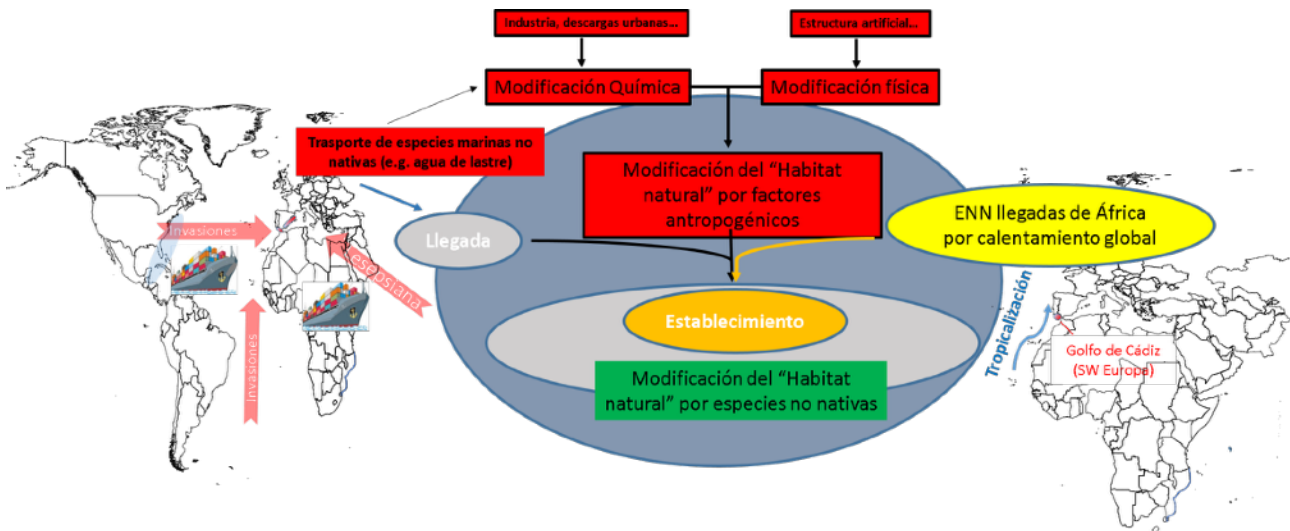 Industria, descargas urbanas...
Estructura artificial...
Modificación Química
Modificación física
Trasporte de especies marinas no
nativas (e.g. agua de lastre)
Modificación del "Habitat
natural" por factores
antropogénicos
ENN llegadas de África
por calentamiento global
Llegada
Invasiones
esepsiana
invasiones
Establecimiento
Modificación del "Habitat
natural" por especies no nativas
Tropicalización
Golfo de Cádiz
(SW Europa)